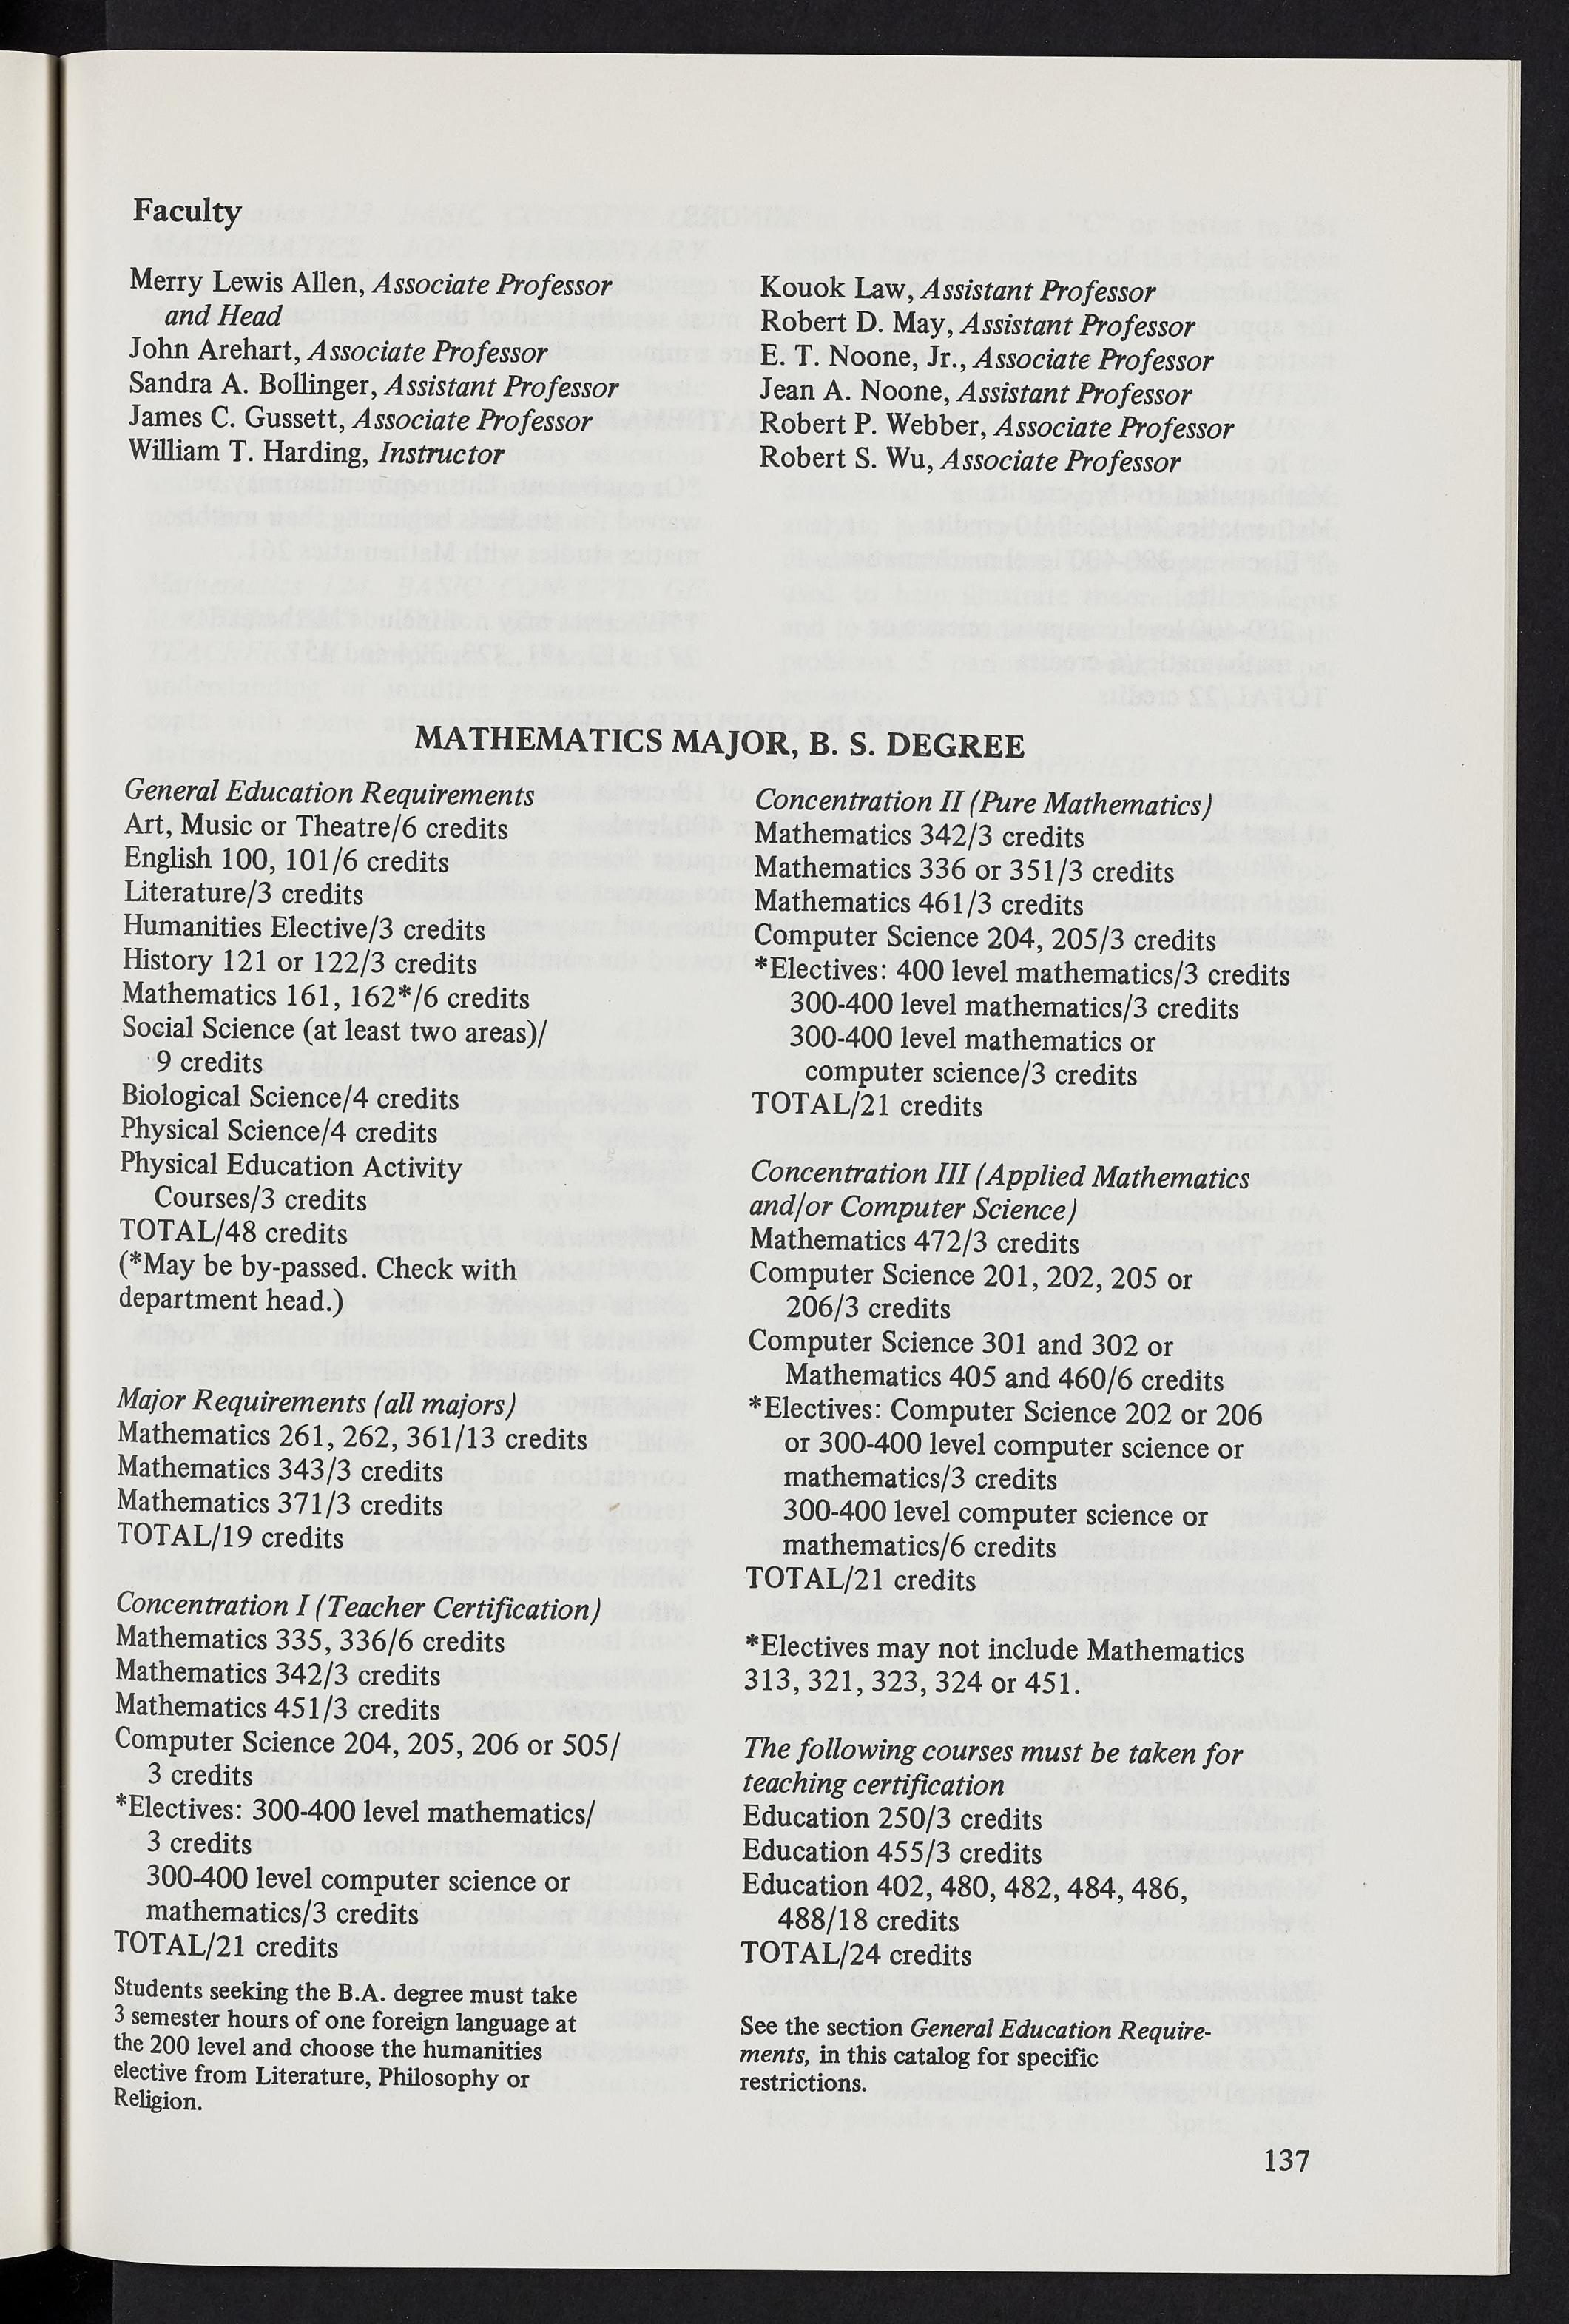 Faculty
Merry Lewis Allen, Associate Professor
and Head
John Arehart, Associate Professor
Sandra A. Bollinger, Assistant Professor
James C. Gussett, Associate Professor
William T. Harding, Instructor
Kouok Law, Assistant Professor
Robert D. May, Assistant Professor
E. T. Noone, Jr., Associate Professor
Jean A. Noone, Assistant Professor
Robert P. Webber, Associate Professor
Robert S. Wu, Associate Professor
MATHEMATICS MAJOR, B. S. DEGREE
General Education Requirements
Art, Music or Theatre/6 credits
English 100, 101/6 credits
Literature/3 credits
Humanities Elective/3 credits
History 121 or 122/3 credits
Mathematics 161, 162*/6 credits
Social Science (at least two areas)/
9 credits
Biological Science/4 credits
Physical Science/4 credits
Physical Education Activity
Courses/3 credits
TOTAL/48 credits
(*May be by-passed. Check with
department head.)
Major Requirements (all majors)
Mathematics 261, 262, 361/13 credits
Mathematics 343/3 credits
Mathematics 371/3 credits
TOTAL/19 credits
Concentration I (Teacher Certification)
Mathematics 335, 336/6 credits
Mathematics 342/3 credits
Mathematics 451/3 credits
Computer Science 204, 205, 206 or 505/
3 credits
*Electives: 300-400 level mathematics/
3 credits
300-400 level computer science or
mathematics/3 credits
TOTAL/21 credits
Students seeking the B.A. degree must take
3 semester hours of one foreign language at
the 200 level and choose the humanities
elective from Literature, Philosophy or
Religion.
Concentration II (Pure Mathematics)
Mathematics 342/3 credits
Mathematics 336 or 351/3 credits
Mathematics 461/3 credits
Computer Science 204, 205/3 credits
*Electives: 400 level mathematics/3 credits
300-400 level mathematics/3 credits
300-400 level mathematics or
computer science/3 credits
TOTAL/21 credits
Concentration III (Applied Mathematics
and/or Computer Science)
Mathematics 472/3 credits
Computer Science 201, 202, 205 or
206/3 credits
Computer Science 301 and 302 or
Mathematics 405 and 460/6 credits
*Electives: Computer Science 202 or 206
or 300-400 level computer science or
mathematics/3 credits
300-400 level computer science or
mathematics/6 credits
TOTAL/21 credits
*Electives may not include Mathematics
313, 321, 323, 324 or 451.
The following courses must be taken for
teaching certification
Education 250/3 credits
Education 455/3 credits
Education 402, 480, 482, 484, 486,
488/18 credits
TOTAL/24 credits
See the section General Education Require-
ments, in this catalog for specific
restrictions.
137